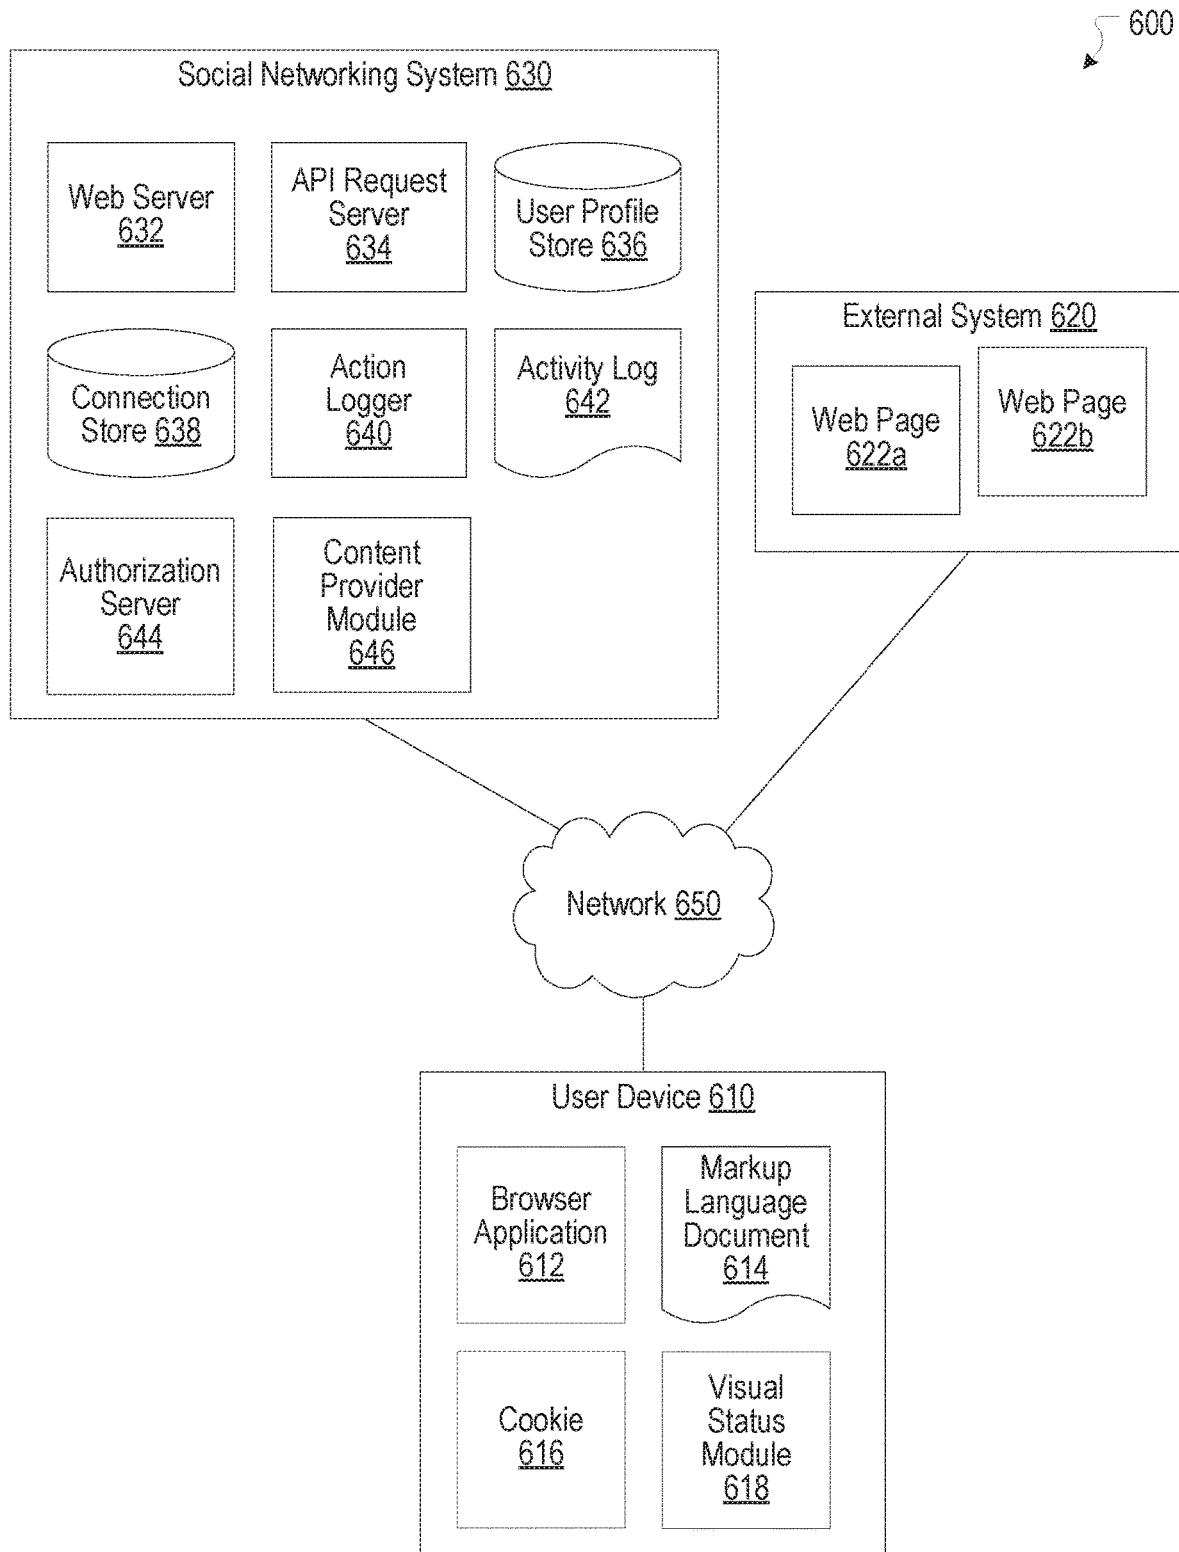 600
Social Networking System 630
Web Server
632
API Request
Server
634
User Profile
Store 636
Connection
Store 638
Action
Logger
640
Activity Log
642
Authorization
Server
644
Content
Provider
Module
646
External System 620
Web Page
622a
Web Page
622b
Network 650
User Device 610
Browser
Application
612
Markup
Language
Document
614
Cookie
616
Visual
Status
Module
618